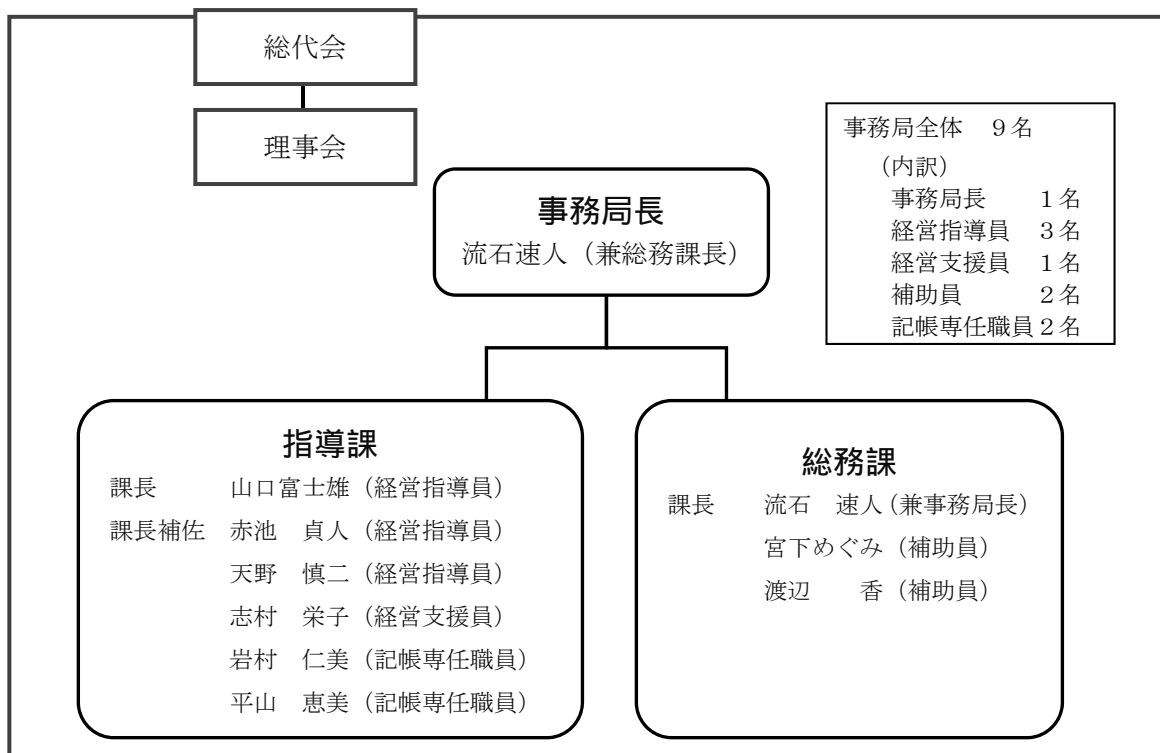 総代会
理事会
事務局全体　９名
（内訳）
事務局長　１名
経営指導員　３名
経営支援員　１名
補助員　２名
記帳専任職員２名
事務局長
流石速人（兼総務課長）
指導課
課長　山口富士雄（経営指導員）
課長補佐　赤池　貞人（経営指導員）
天野　慎二（経営指導員）
志村　栄子（経営支援員）
岩村　仁美（記帳専任職員）
平山　恵美（記帳専任職員）
総務課
課長　流石　速人（兼事務局長）
宮下めぐみ（補助員）
渡辺　　香（補助員）